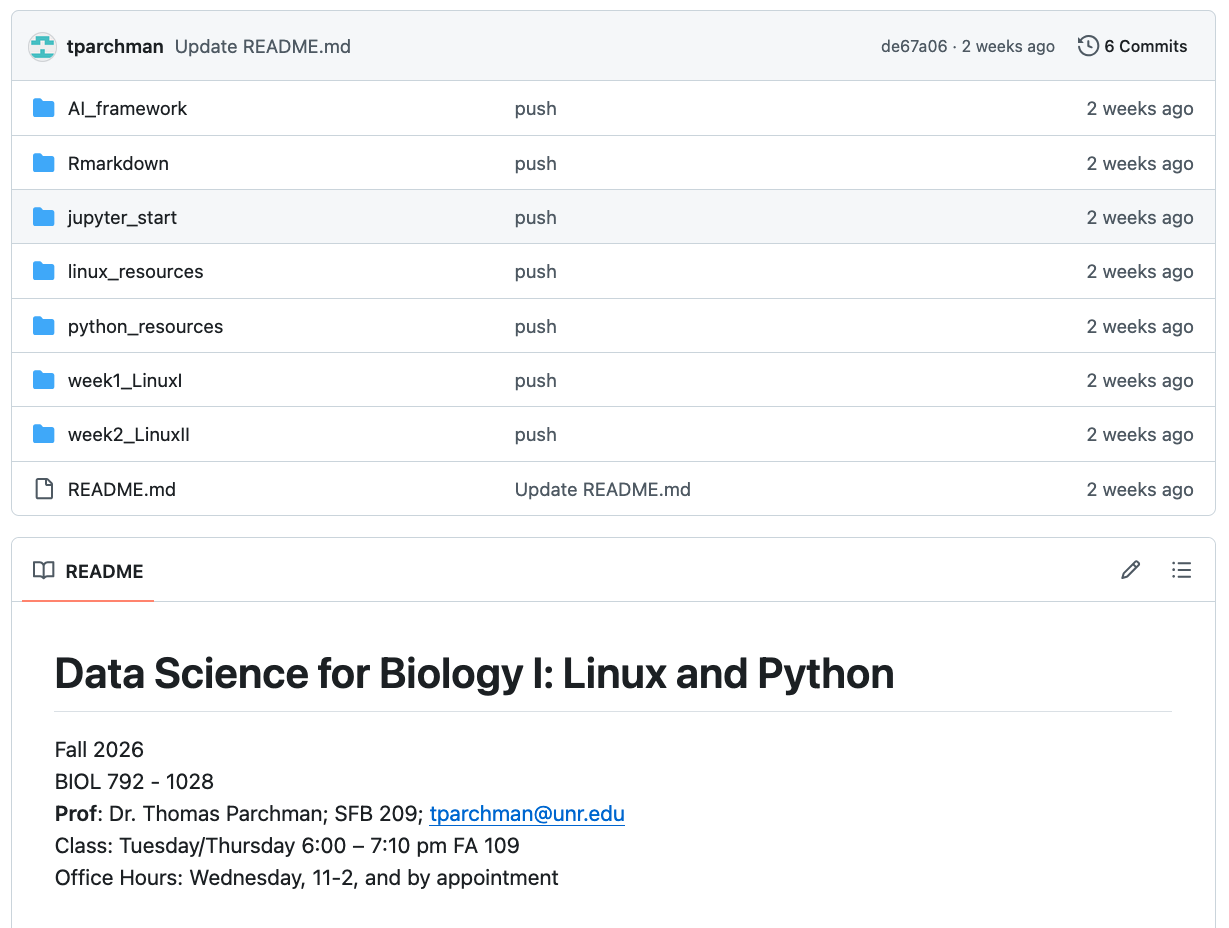 tparchman Update README.md de67a06 · 2 weeks ago 6 Commits
AI_framework push 2 weeks ago
Rmarkdown push 2 weeks ago
jupyter_start push 2 weeks ago
linux_resources push 2 weeks ago
python_resources push 2 weeks ago
week1_LinuxI push 2 weeks ago
week2_LinuxII push 2 weeks ago
README.md Update README.md 2 weeks ago
README
Data Science for Biology I: Linux and Python
Fall 2026
BIOL 792 - 1028
Prof: Dr. Thomas Parchman; SFB 209; tparchman@unr.edu
Class: Tuesday/Thursday 6:00 – 7:10 pm FA 109
Office Hours: Wednesday, 11-2, and by appointment